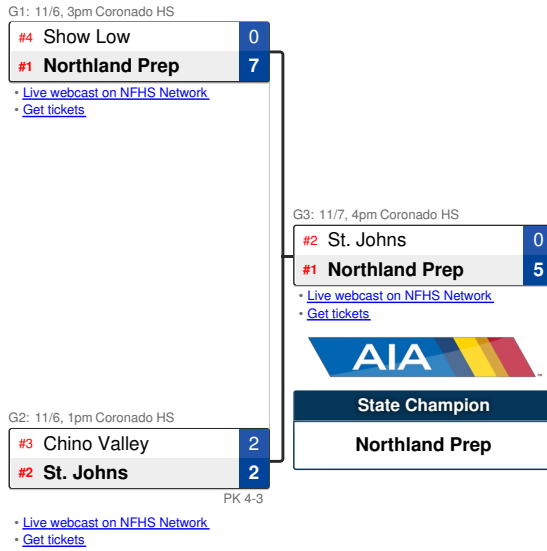 G1: 11/6, 3pm Coronado HS
#4 Show Low 0
#1 Northland Prep 7
• Live webcast on NFHS Network
• Get tickets
G3: 11/7, 4pm Coronado HS
#2 St. Johns 0
#1 Northland Prep 5
• Live webcast on NFHS Network
• Get tickets
AIA
State Champion
Northland Prep
G2: 11/6, 1pm Coronado HS
#3 Chino Valley 2
#2 St. Johns 2
PK 4-3
• Live webcast on NFHS Network
• Get tickets